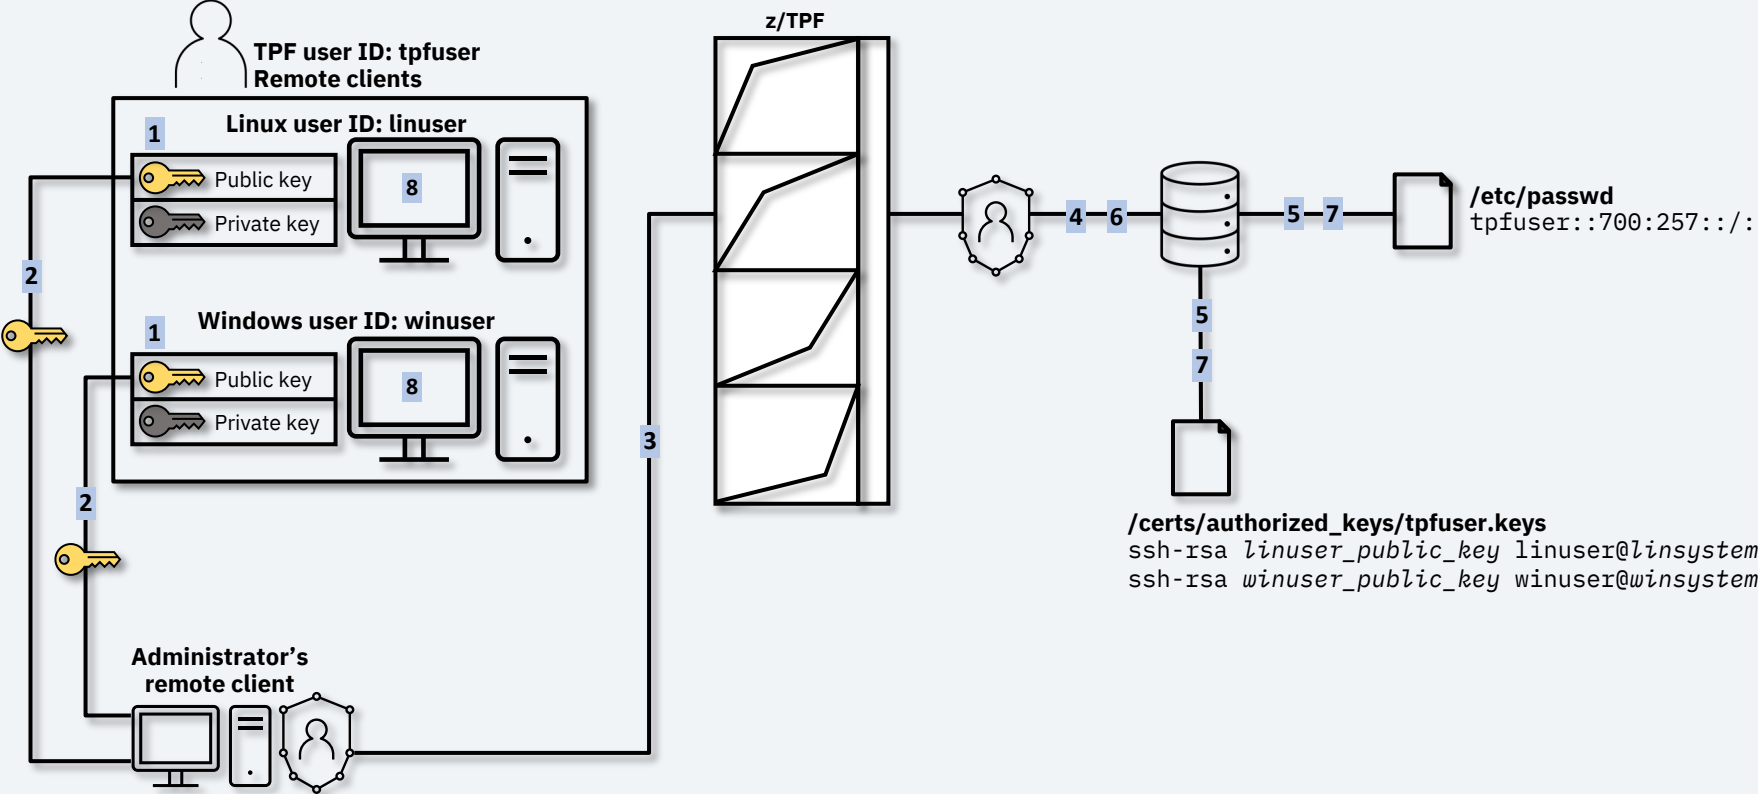 z/TPF
TPF user ID: tpfuser
Remote clients
Linux user ID: linuser
1
Public key
Private key
8
2
Windows user ID: winuser
1
Public key
Private key
8
2
3
4
6
5
7
/etc/passwd
tpfuser::700:257::/:
5
7
/certs/authorized_keys/tpfuser.keys
ssh-rsa linuser_public_key linuser@linsystem
ssh-rsa winuser_public_key winuser@winsystem
Administrator’s
remote client